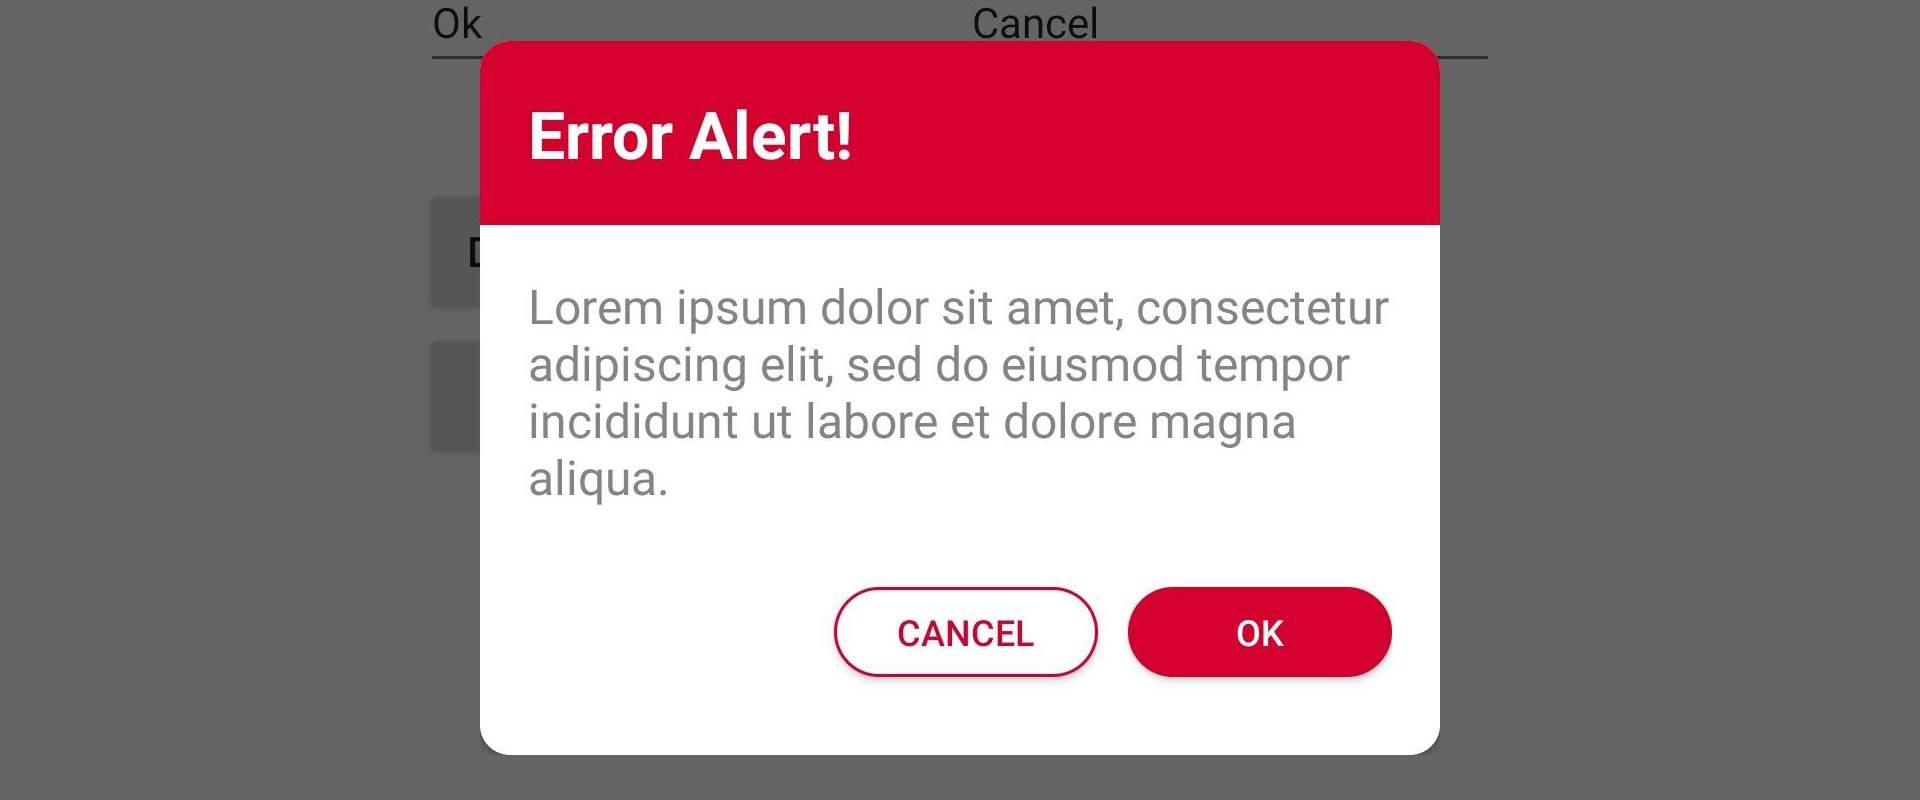 Ok
Cancel
Error Alert!
Lorem ipsum dolor sit amet, consectetur
adipiscing elit, sed do eiusmod tempor
incididunt ut labore et dolore magna
aliqua.
CANCEL
OK